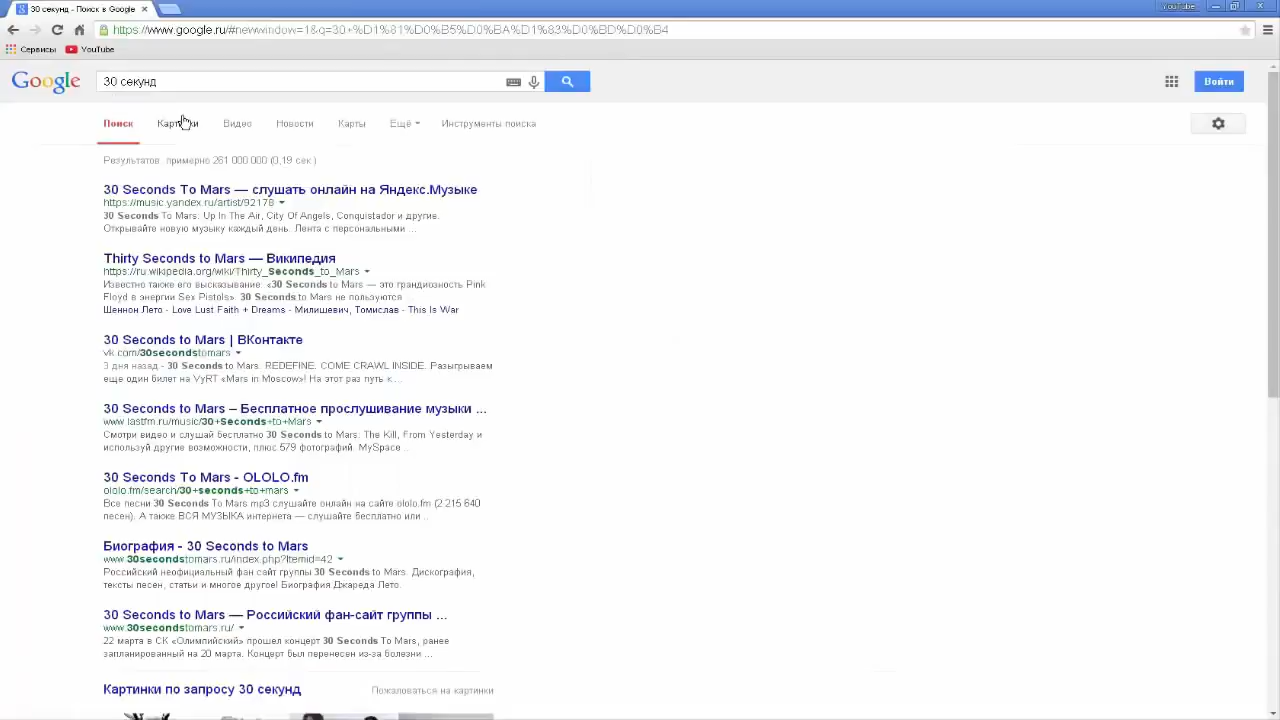 30 секунд - Поиск в Google
YouTube
https://www.google.ru/#newwindow=1&q=30+%D1%81%D0%B5%D0%BA%D1%83%D0%BD%D0%B4
Сервисы YouTube
Google 30 секунд Войти
Поиск Картинки Видео Новости Карты Ещё Инструменты поиска
Результатов: примерно 261 000 000 (0,19 сек.)
30 Seconds To Mars — слушать онлайн на Яндекс.Музыке
https://music.yandex.ru/artist/92178
30 Seconds To Mars: Up In The Air, City Of Angels, Conquistador и другие.
Открывайте новую музыку каждый день. Лента с персональными ...
Thirty Seconds to Mars — Википедия
https://ru.wikipedia.org/wiki/Thirty_Seconds_to_Mars
Известно также его высказывание: «30 Seconds to Mars — это грандиозность Pink
Floyd в энергии Sex Pistols». 30 Seconds to Mars не пользуются
Шеннон Лето - Love Lust Faith + Dreams - Милишевич, Томислав - This Is War
30 Seconds to Mars | ВКонтакте
vk.com/30secondstomars
3 дня назад - 30 Seconds to Mars. REDEFINE. COME CRAWL INSIDE. Разыгрываем
еще один билет на VyRT «Mars in Moscow»! На этот раз путь к...
30 Seconds to Mars – Бесплатное прослушивание музыки ...
www.lastfm.ru/music/30+Seconds+to+Mars
Смотри видео и слушай бесплатно 30 Seconds to Mars: The Kill, From Yesterday и
используй другие возможности, плюс 579 фотографий. MySpace ...
30 Seconds To Mars - OLOLO.fm
ololo.fm/search/30+seconds+to+mars
Все песни 30 Seconds To Mars mp3 слушайте онлайн на сайте ololo.fm (2 215 640
песен). А также ВСЯ МУЗЫКА интернета — слушайте бесплатно или ...
Биография - 30 Seconds to Mars
www.30secondstomars.ru/index.php?Itemid=42
Российский неофициальный фан сайт группы 30 Seconds to Mars. Дискография,
тексты песен, статьи и многое другое! Биография Джареда Лето.
30 Seconds to Mars — Российский фан-сайт группы ...
www.30secondstomars.ru/
22 марта в СК «Олимпийский» прошел концерт 30 Seconds To Mars, ранее
запланированный на 20 марта. Концерт был перенесен из-за болезни ...
Картинки по запросу 30 секунд Пожаловаться на картинки